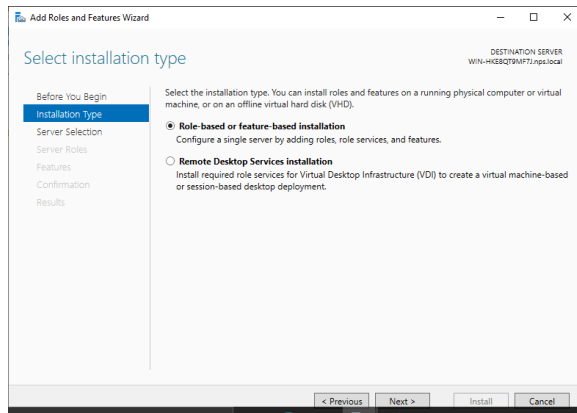 Add Roles and Features Wizard
Select installation type
DESTINATION SERVER
WIN-HKE8QT9MF7J.nps.local
Before You Begin
Installation Type
Server Selection
Server Roles
Features
Confirmation
Results
Select the installation type. You can install roles and features on a running physical computer or virtual
machine, or on an offline virtual hard disk (VHD).
Role-based or feature-based installation
Configure a single server by adding roles, role services, and features.
Remote Desktop Services installation
Install required role services for Virtual Desktop Infrastructure (VDI) to create a virtual machine-based
or session-based desktop deployment.
< Previous
Next >
Install
Cancel